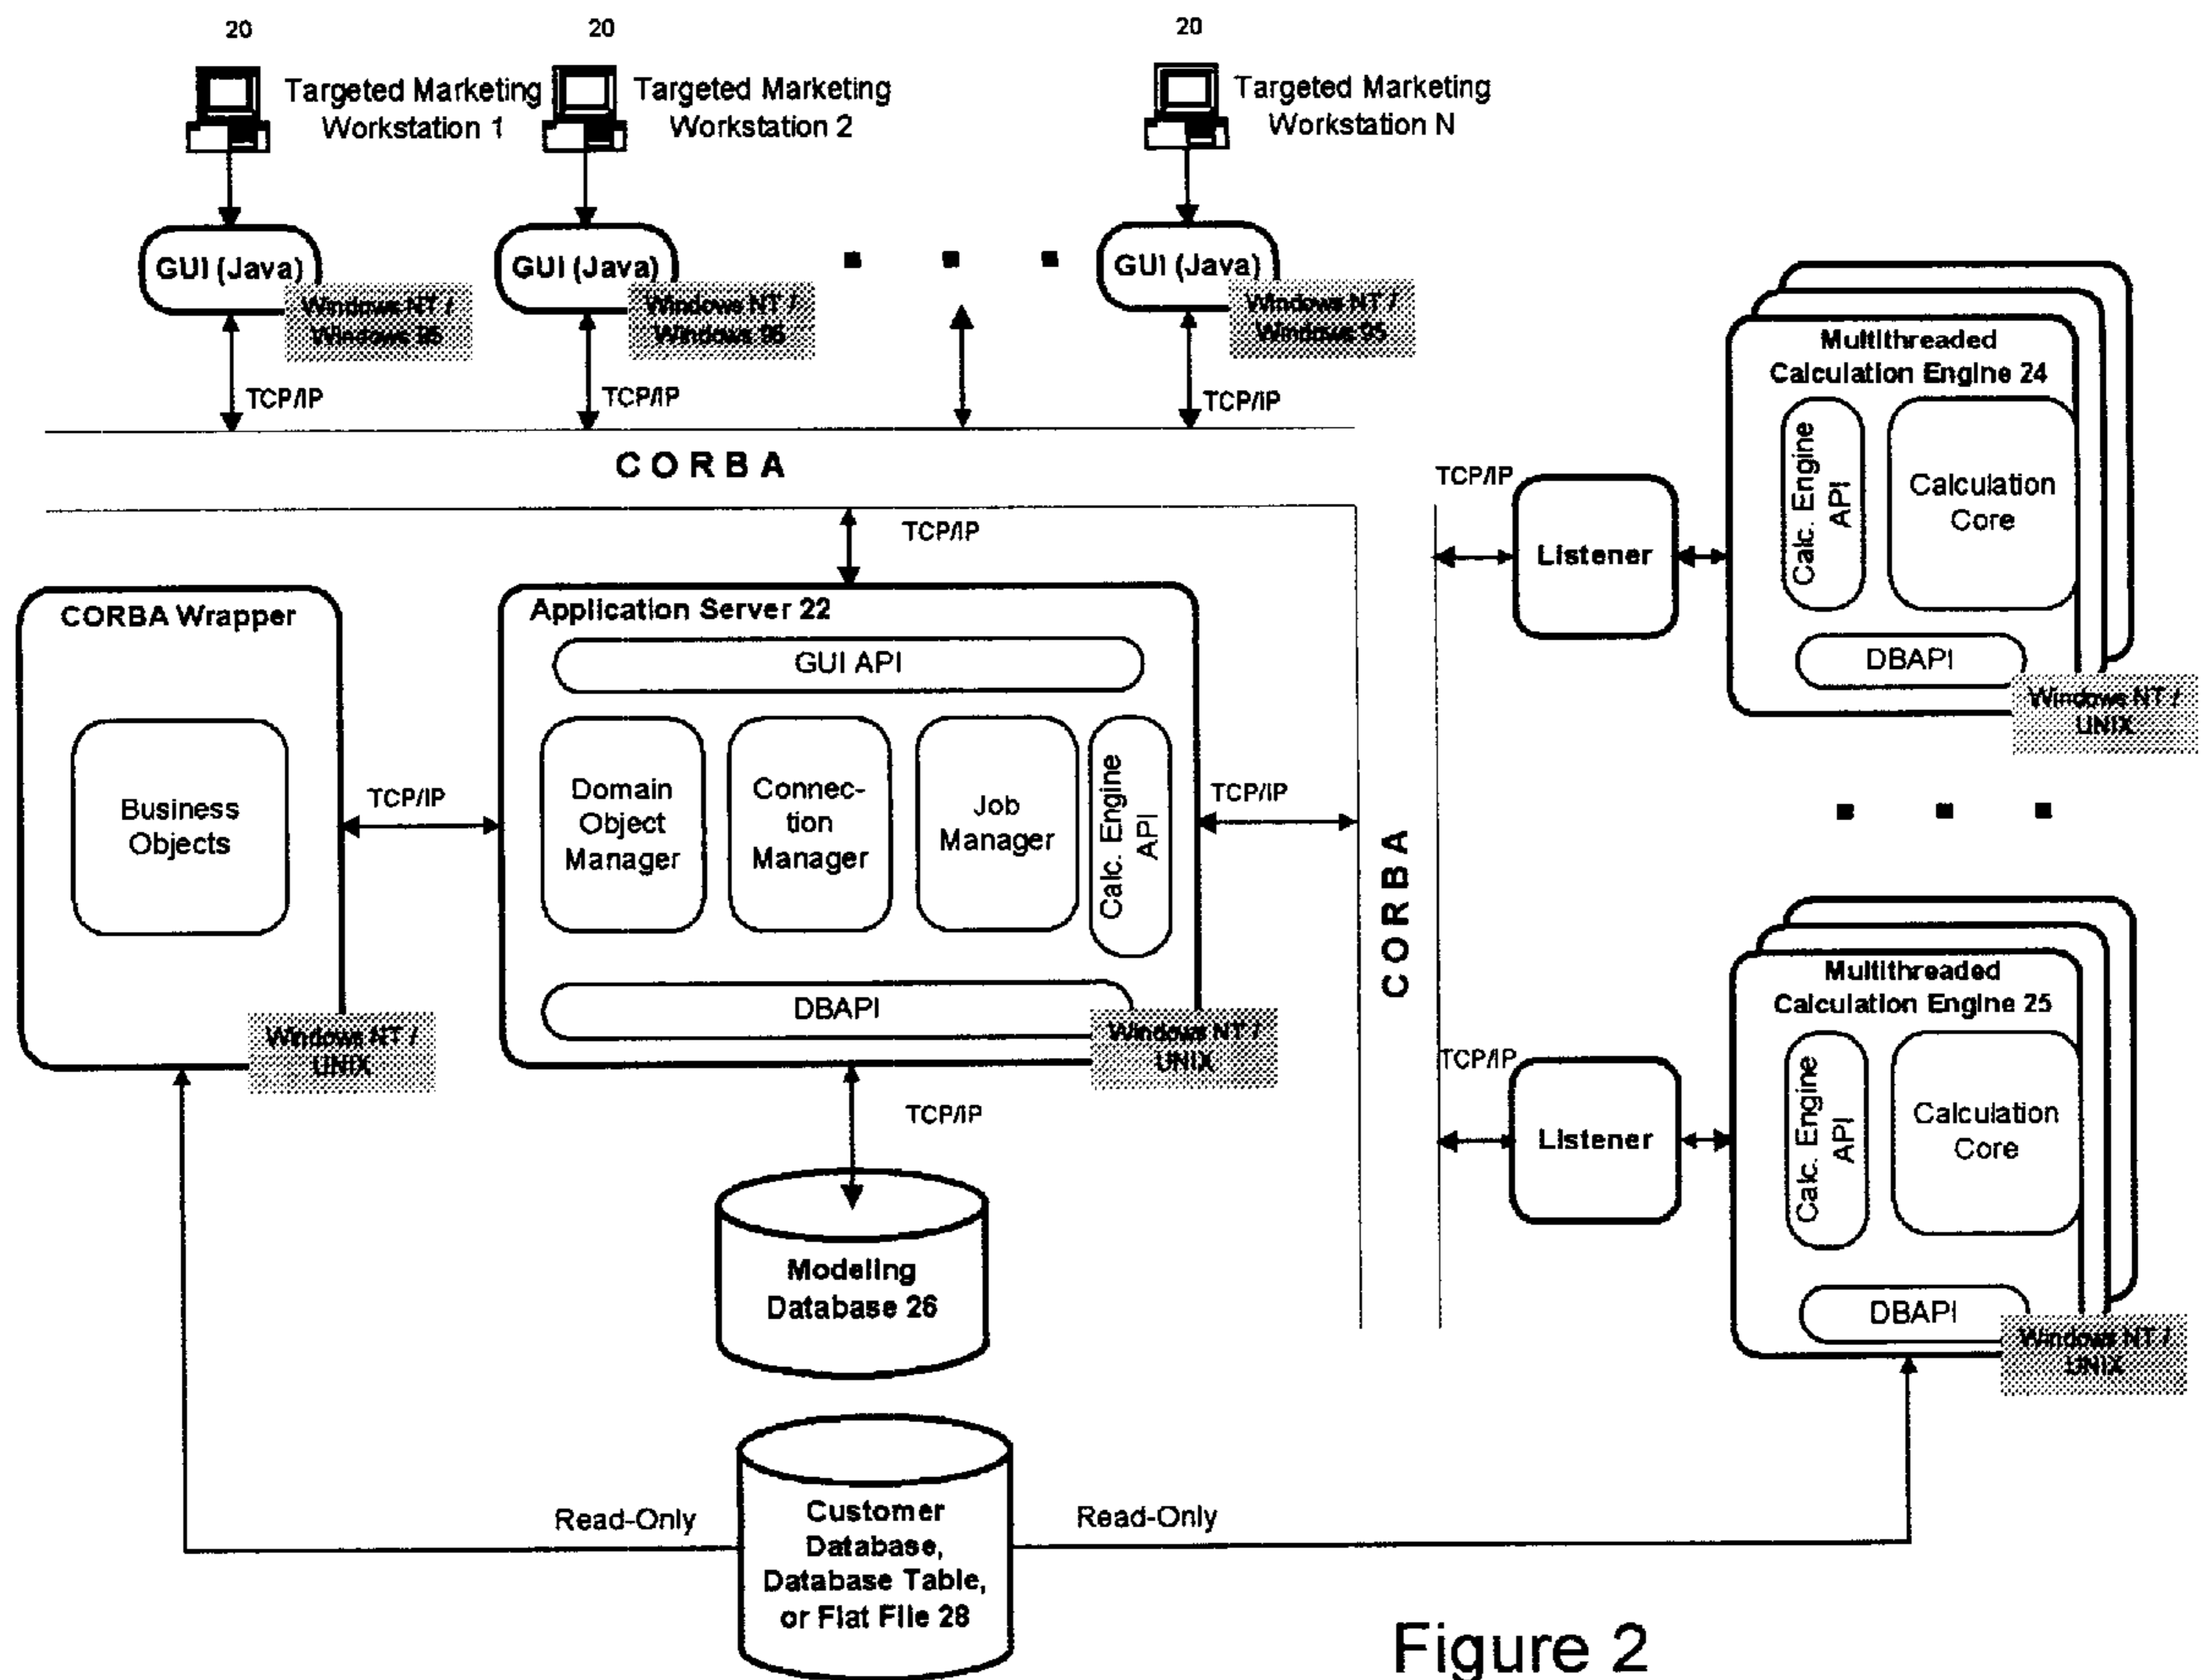 20
20
20
Targeted Marketing
Workstation 1
Targeted Marketing
Workstation 2
Targeted Marketing
Workstation N
GUI (Java)
Windows NT /
Windows 95
GUI (Java)
Windows NT /
Windows 95
GUI (Java)
Windows NT /
Windows 95
TCP/IP
TCP/IP
TCP/IP
CORBA
TCP/IP
CORBA Wrapper
Business
Objects
Windows NT /
UNIX
TCP/IP
Application Server 22
GUI API
Domain
Object
Manager
Connec-
tion
Manager
Job
Manager
Calc. Engine
API
DBAPI
Windows NT /
UNIX
TCP/IP
CORBA
TCP/IP
Listener
Multithreaded
Calculation Engine 24
Calc. Engine
API
Calculation
Core
DBAPI
Windows NT /
UNIX
TCP/IP
Listener
Multithreaded
Calculation Engine 25
Calc. Engine
API
Calculation
Core
DBAPI
Windows NT /
UNIX
TCP/IP
Modeling
Database 26
Read-Only
Customer
Database,
Database Table,
or Flat File 28
Read-Only
Figure 2